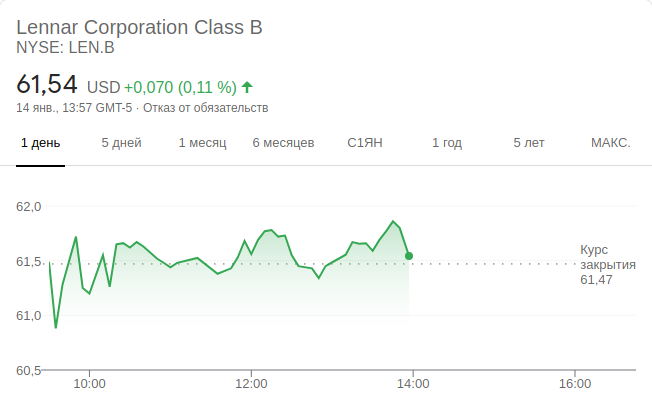 Lennar Corporation Class B
NYSE: LEN.B
61,54 USD +0,070 (0,11 %)
14 янв., 13:57 GMT-5 · Отказ от обязательств
1 день 5 дней 1 месяц 6 месяцев С1ЯН 1 год 5 лет МАКС.
62,0
61,5
61,0
60,5
Курс
закрытия
61,47
10:00 12:00 14:00 16:00